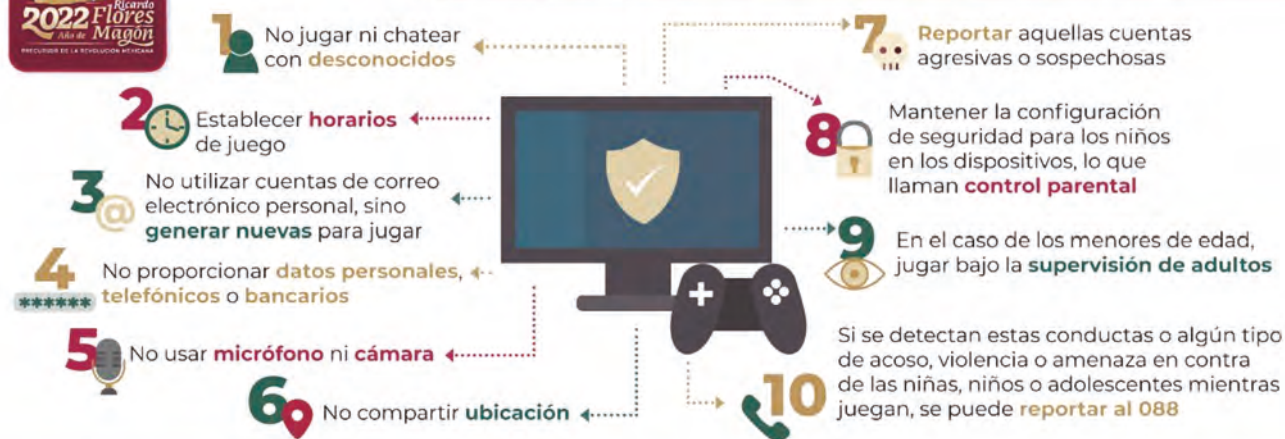 Ricardo
2022 Flores
Año de Magón
PRECURSOR DE LA REVOLUCIÓN MEXICANA
1
No jugar ni chatear
con desconocidos
2
Establecer horarios
de juego
3
@
No utilizar cuentas de correo
electrónico personal, sino
generar nuevas para jugar
4
******
No proporcionar datos personales,
telefónicos o bancarios
5
No usar micrófono ni cámara
6
No compartir ubicación
7
Reportar aquellas cuentas
agresivas o sospechosas
8
Mantener la configuración
de seguridad para los niños
en los dispositivos, lo que
llaman control parental
9
En el caso de los menores de edad,
jugar bajo la supervisión de adultos
10
Si se detectan estas conductas o algún tipo
de acoso, violencia o amenaza en contra
de las niñas, niños o adolescentes mientras
juegan, se puede reportar al 088